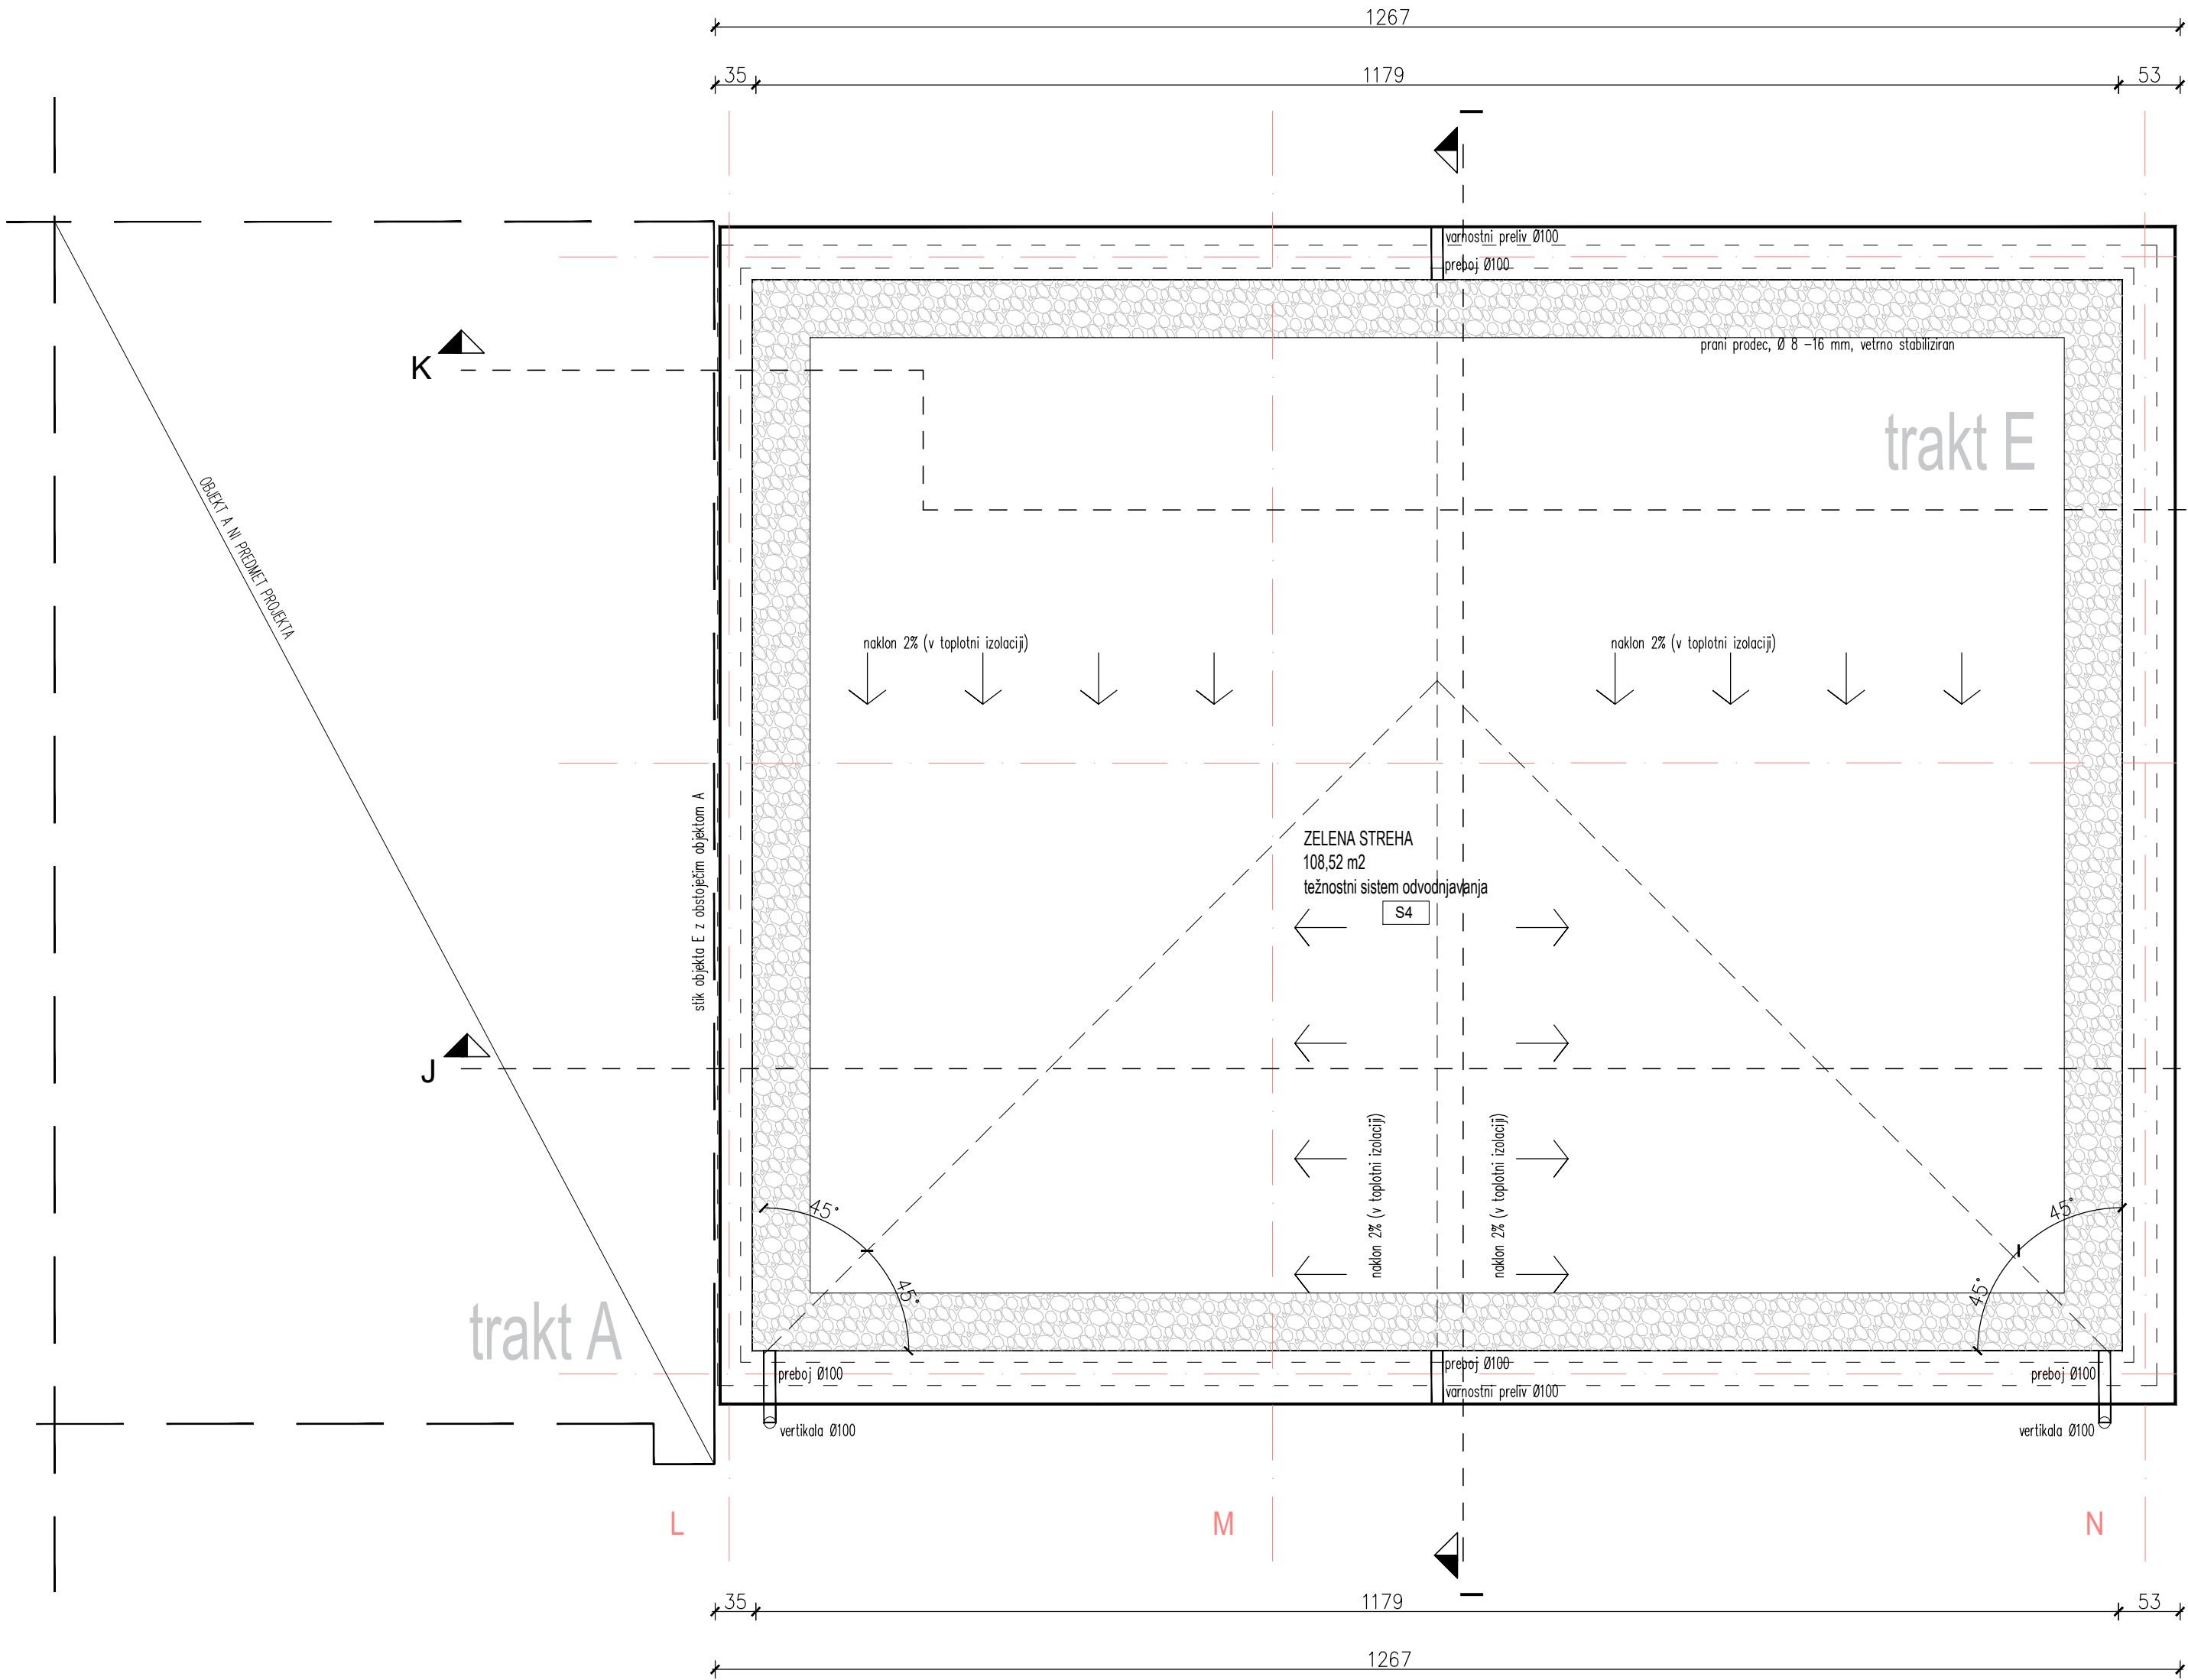 1267
35
1179
53
I
varnostni preliv Ø100
preboj Ø100
prani prodec, Ø 8 -16 mm, vetrno stabiliziran
K
trakt E
OBJEKT A NI PREDMET PROJEKTA
naklon 2% (v toplotni izolaciji)
naklon 2% (v toplotni izolaciji)
stik objekta E z obstoječim objektom A
ZELENA STREHA
108,52 m2
težnostni sistem odvodnjavanja
S4
J
naklon 2% (v toplotni izolaciji)
naklon 2% (v toplotni izolaciji)
45°
45°
45°
45°
trakt A
preboj Ø100
vertikala Ø100
preboj Ø100
varnostni preliv Ø100
preboj Ø100
vertikala Ø100
L
M
N
I
35
1179
53
1267